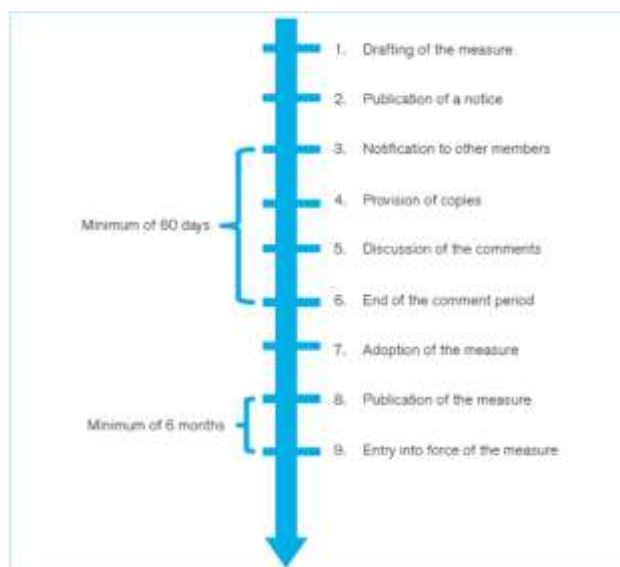 1. Drafting of the measure
2. Publication of a notice
3. Notification to other members
4. Provision of copies
Minimum of 60 days
5. Discussion of the comments
6. End of the comment period
7. Adoption of the measure
8. Publication of the measure
Minimum of 6 months
9. Entry into force of the measure